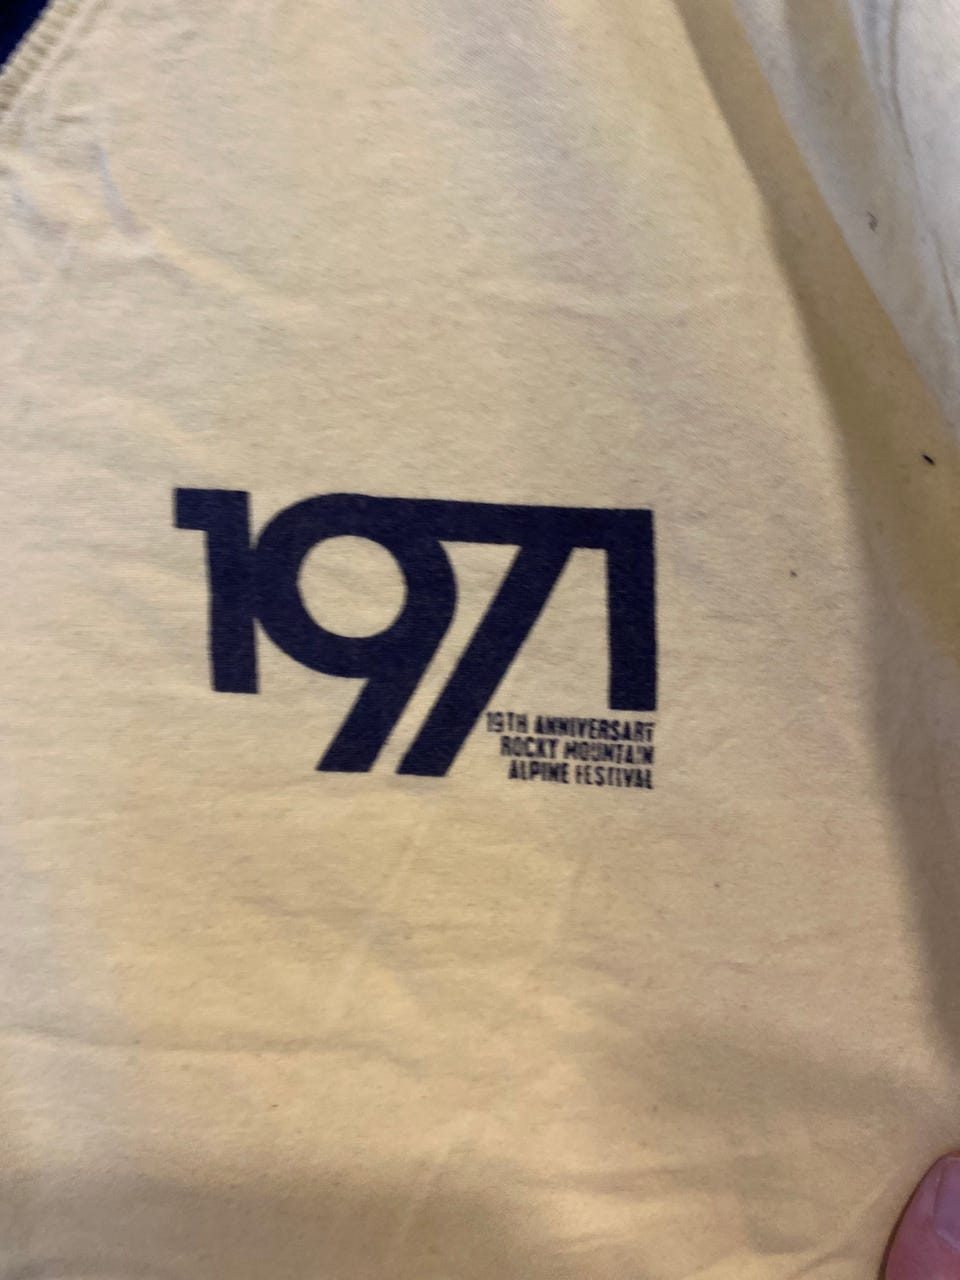 1971
19TH ANNIVERSARY
ROCKY MOUNTAIN
ALPINE FESTIVAL